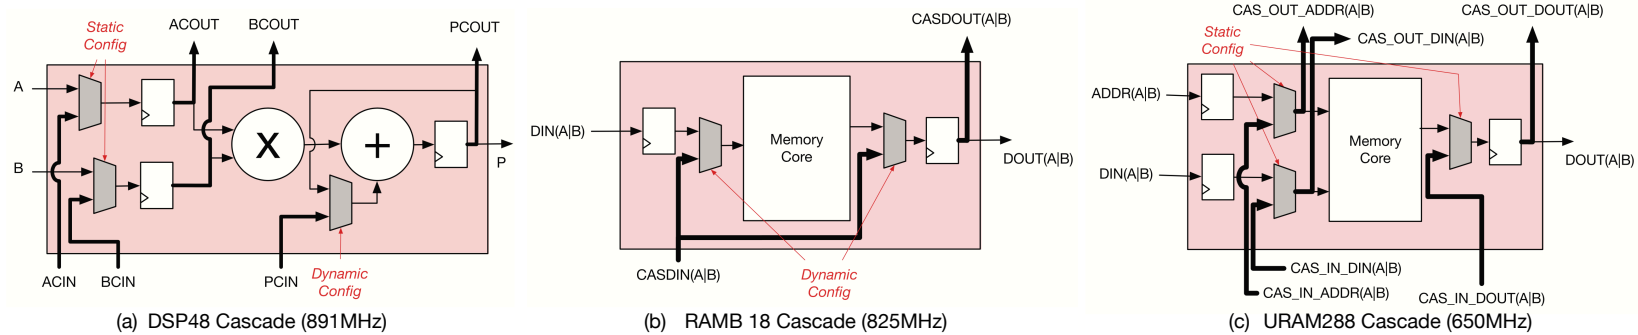 Static
Config
ACOUT
BCOUT
PCOUT
A
B
X
+
P
ACIN
BCIN
PCIN
Dynamic
Config
(a) DSP48 Cascade (891MHz)
CASDOUT(A|B)
DIN(A|B)
Memory
Core
DOUT(A|B)
CASDIN(A|B)
Dynamic
Config
(b) RAMB 18 Cascade (825MHz)
CAS_OUT_ADDR(A|B)
CAS_OUT_DOUT(A|B)
Static
Config
CAS_OUT_DIN(A|B)
ADDR(A|B)
Memory
Core
DIN(A|B)
DOUT(A|B)
CAS_IN_DIN(A|B)
CAS_IN_ADDR(A|B)
CAS_IN_DOUT(A|B)
(c) URAM288 Cascade (650MHz)